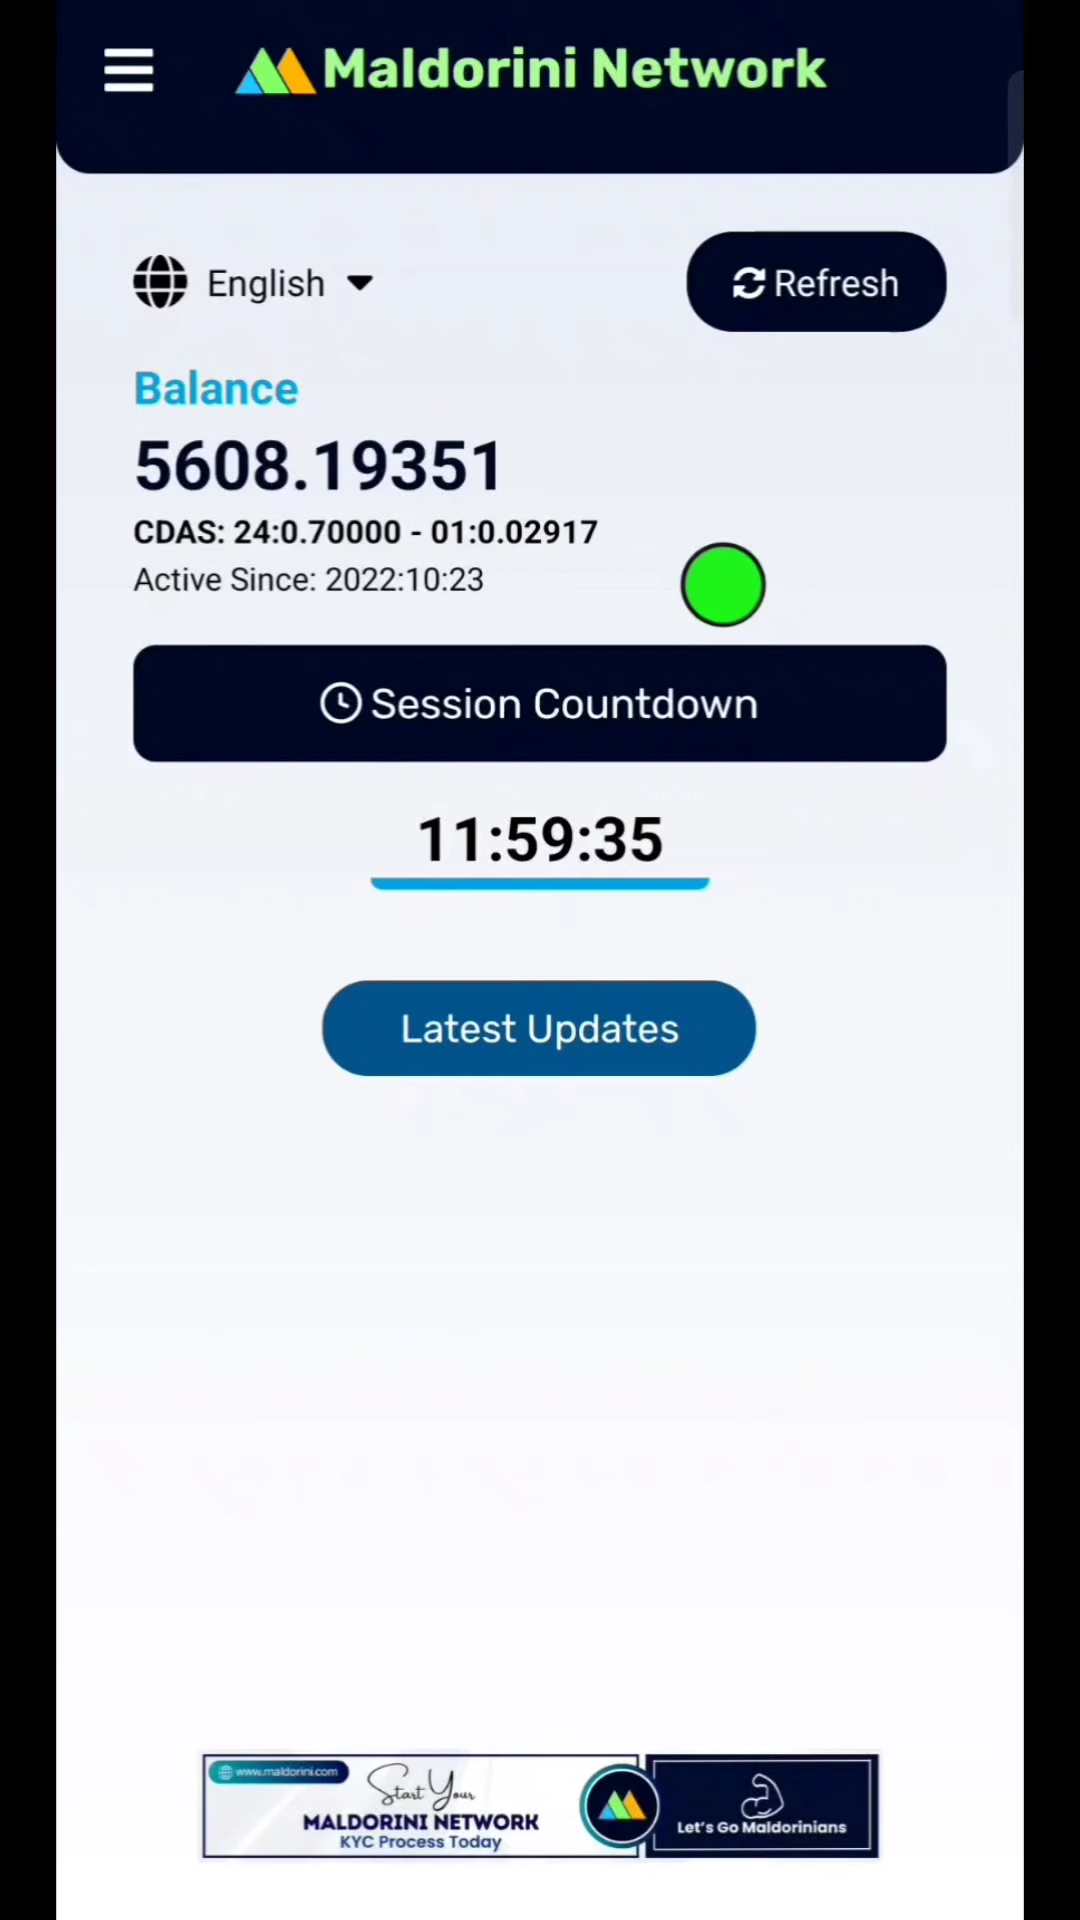 Maldorini Network
English
Refresh
Balance
5608.19351
CDAS: 24:0.70000 - 01:0.02917
Active Since: 2022:10:23
Session Countdown
11:59:35
Latest Updates
www.maldorini.com
Start Your
MALDORINI NETWORK
KYC Process Today
Let's Go Maldorinians